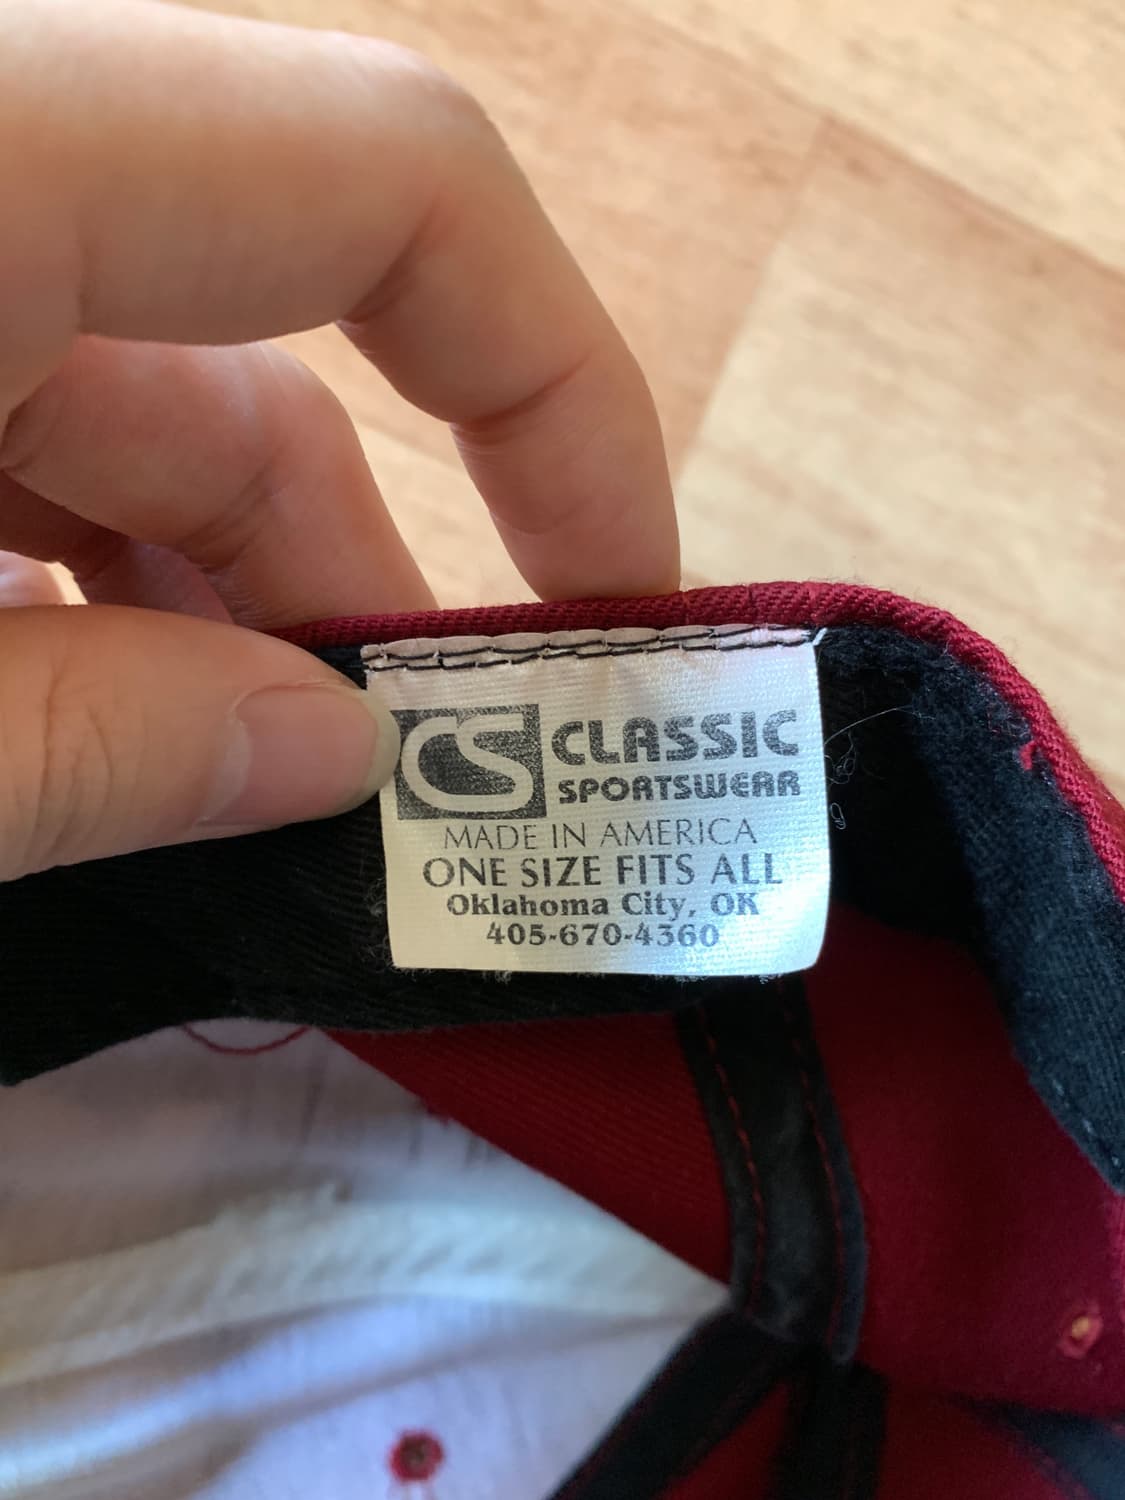 CS CLASSIC
SPORTSWEAR
MADE IN AMERICA
ONE SIZE FITS ALL
Oklahoma City, OK
405-670-4360